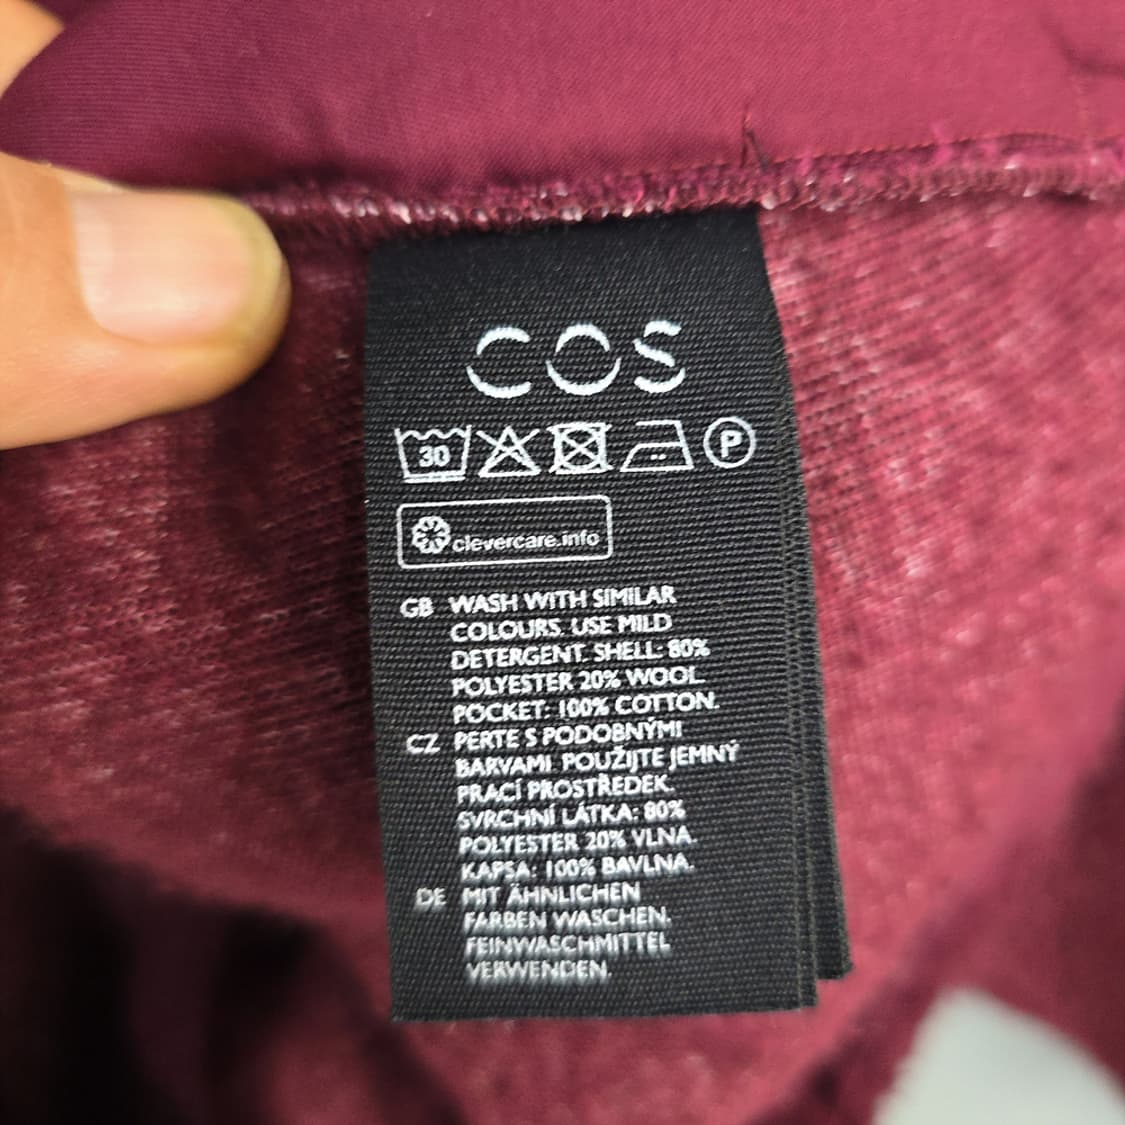 COS
30 P
clevercare.info
GB WASH WITH SIMILAR
COLOURS. USE MILD
DETERGENT. SHELL: 80%
POLYESTER 20% WOOL.
POCKET: 100% COTTON.
CZ PERTE S PODOBNÝMI
BARVAMI. POUŽIJTE JEMNÝ
PRACÍ PROSTŘEDEK.
SVRCHNÍ LÁTKA: 80%
POLYESTER 20% VLNA.
KAPSA: 100% BAVLNA.
DE MIT ÄHNLICHEN
FARBEN WASCHEN.
FEINWASCHMITTEL
VERWENDEN.